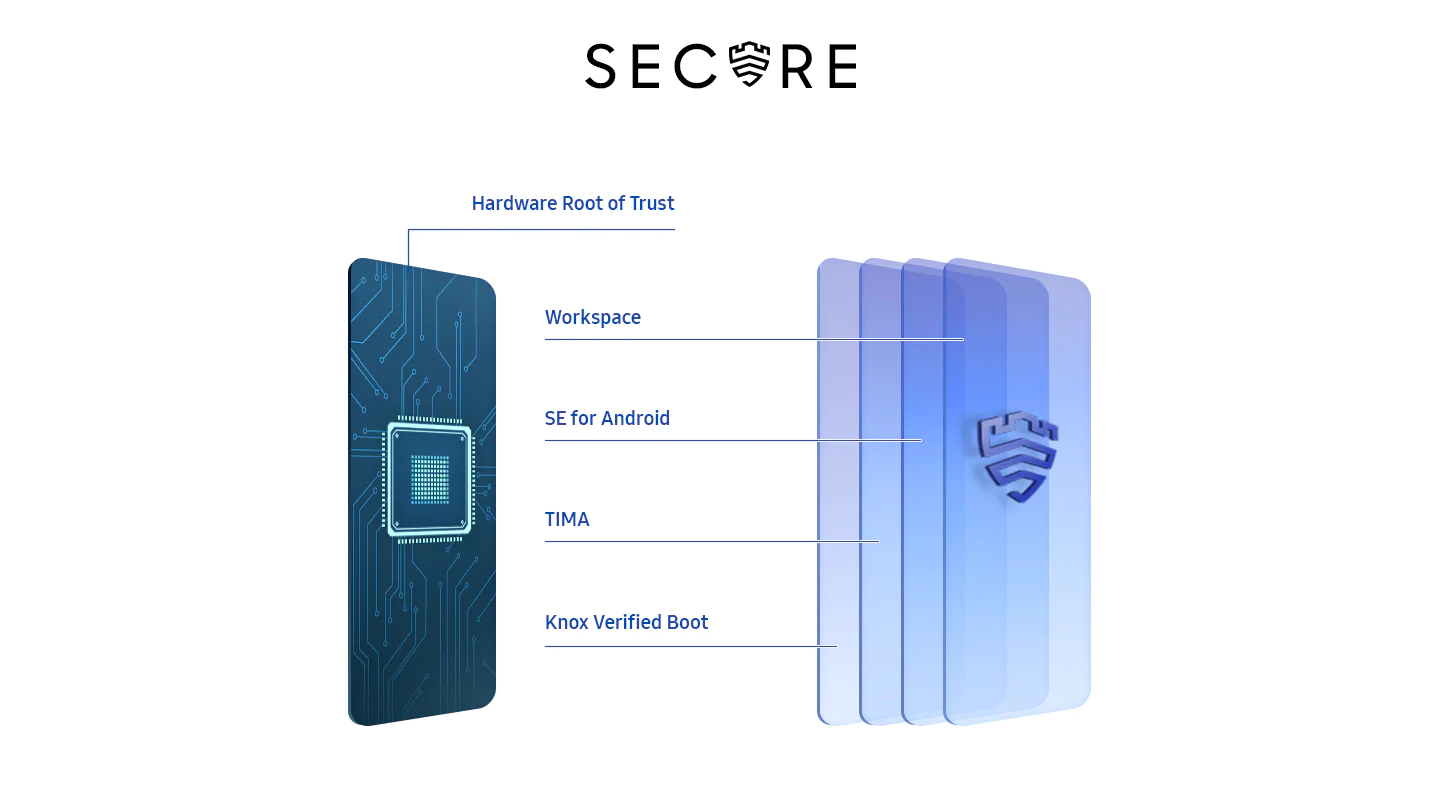 SECURE
Hardware Root of Trust
Workspace
SE for Android
TIMA
Knox Verified Boot